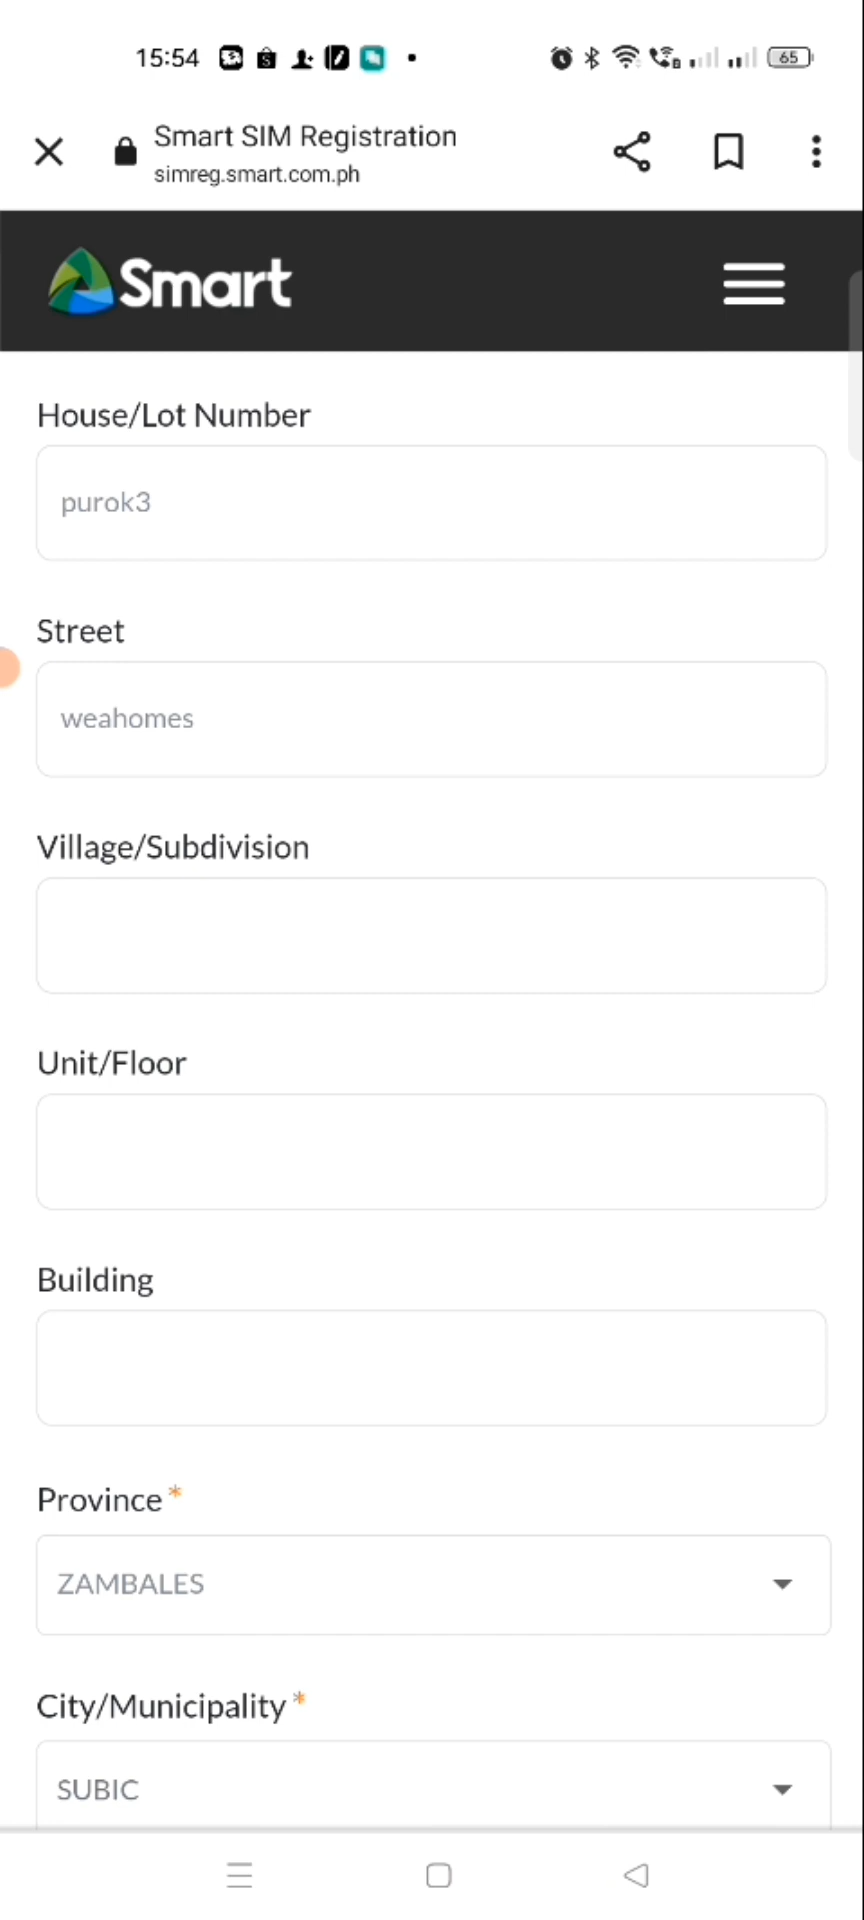 15:54
65
Smart SIM Registration
simreg.smart.com.ph
Smart
House/Lot Number
purok3
Street
weahomes
Village/Subdivision
Unit/Floor
Building
Province *
ZAMBALES
City/Municipality *
SUBIC